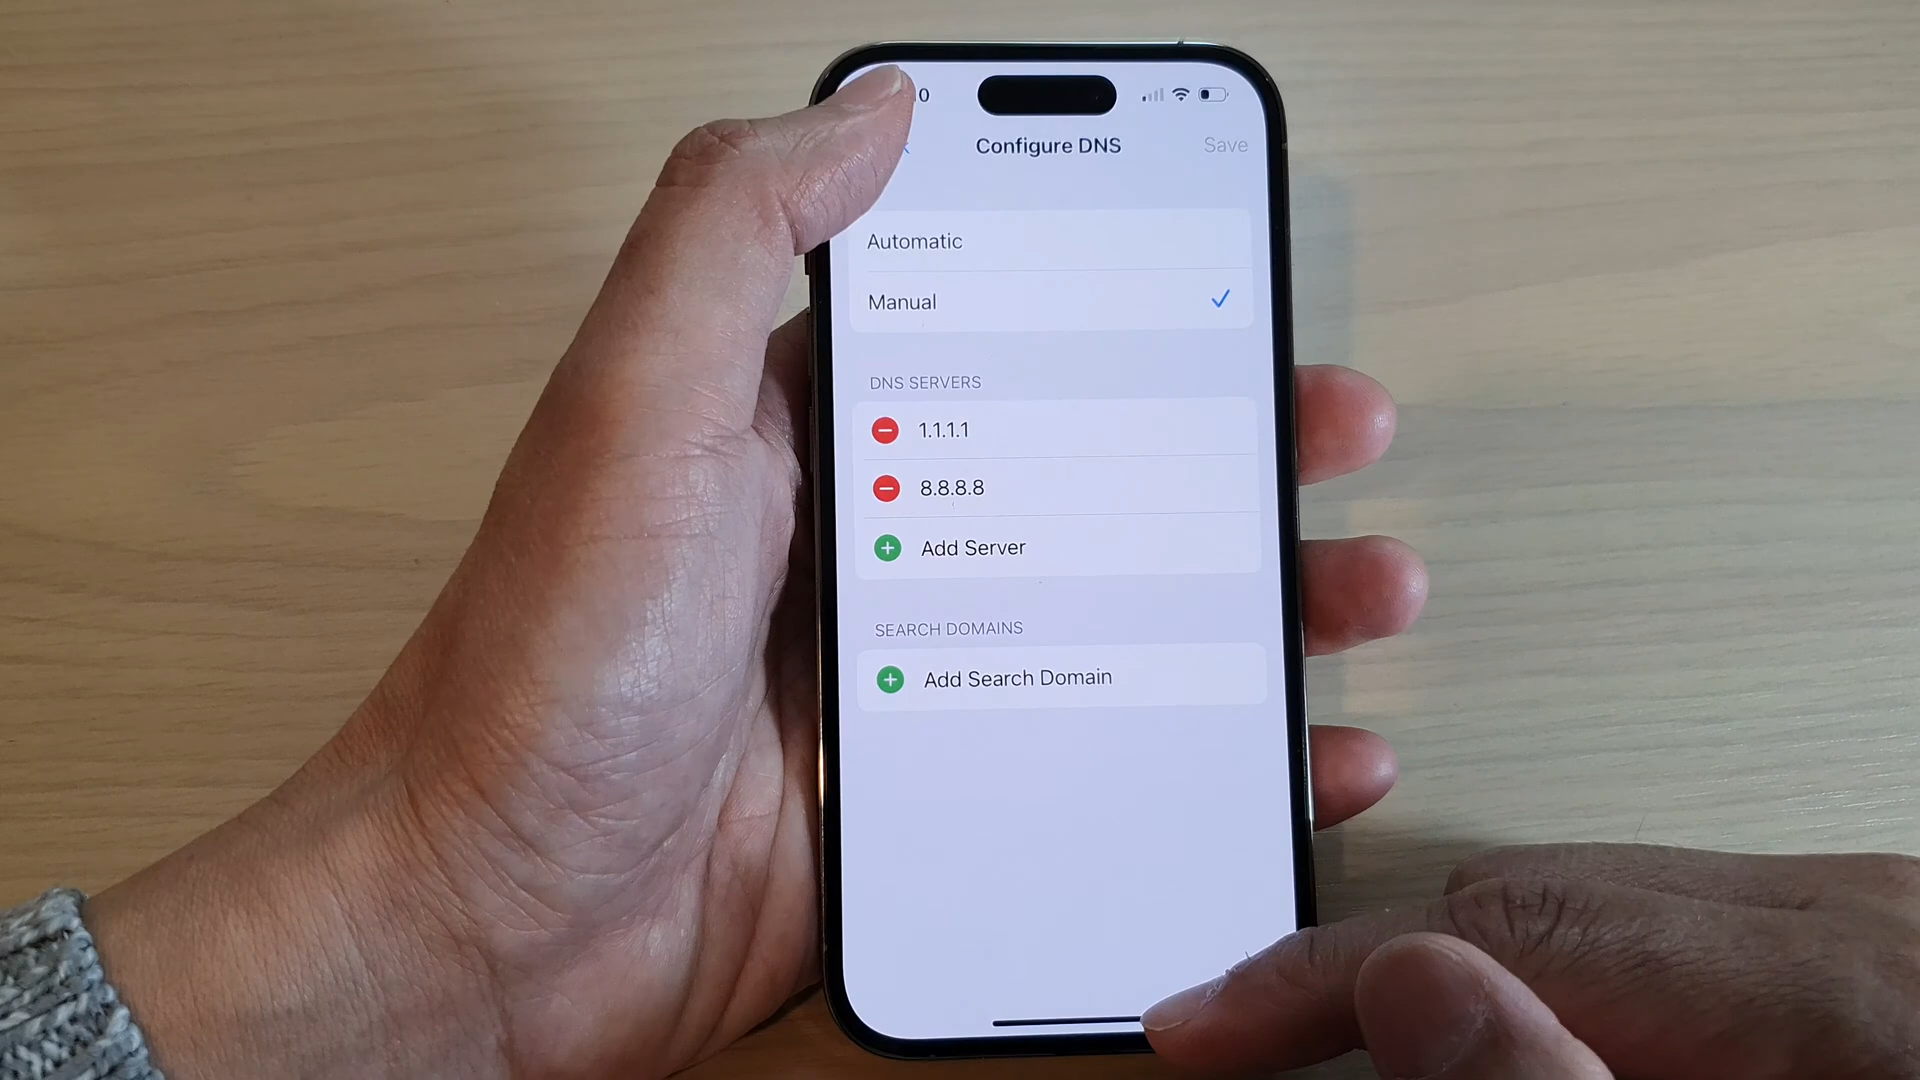 0
Configure DNS
Save
Automatic
Manual
DNS SERVERS
1.1.1.1
8.8.8.8
Add Server
SEARCH DOMAINS
Add Search Domain